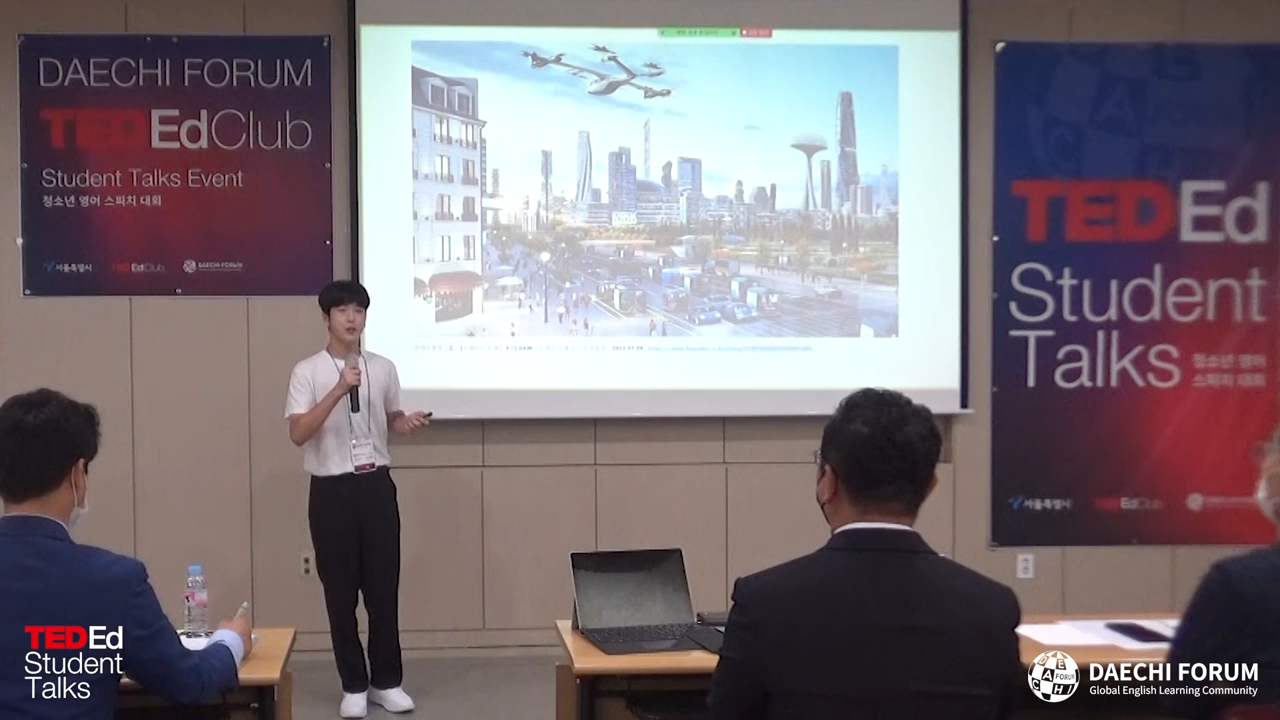 DAECHI FORUM
TEDEdClub
Student Talks Event
청소년 영어 스피치 대회
서울특별시
TEDEdClub
DAECHI FORUM
TEDEd
Student
Talks
청소년 영어
스피치 대회
서울특별시
TEDEdClub
DAECHI FORUM
TEDEd
Student
Talks
DAECHI FORUM
Global English Learning Community